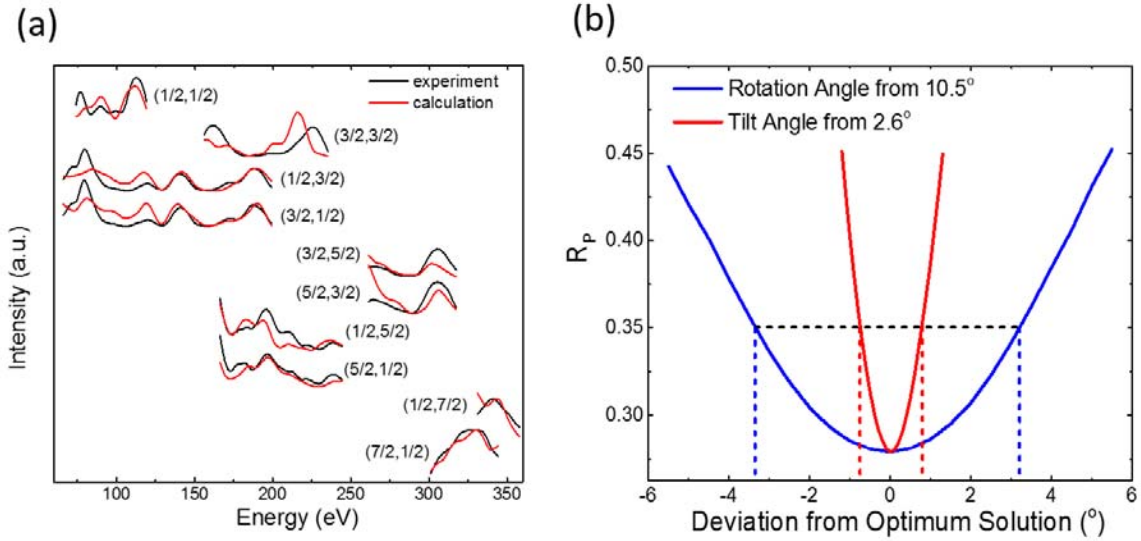 (a)
experiment
calculation
(1/2,1/2)
(3/2,3/2)
(1/2,3/2)
(3/2,1/2)
(3/2,5/2)
(5/2,3/2)
(1/2,5/2)
(5/2,1/2)
(1/2,7/2)
(7/2,1/2)
Intensity (a.u.)
100 150 200 250 300 350
Energy (eV)
(b)
Rotation Angle from 10.5°
Tilt Angle from 2.6°
0.50
0.45
0.40
0.35
0.30
R_P
-6 -4 -2 0 2 4 6
Deviation from Optimum Solution (°)